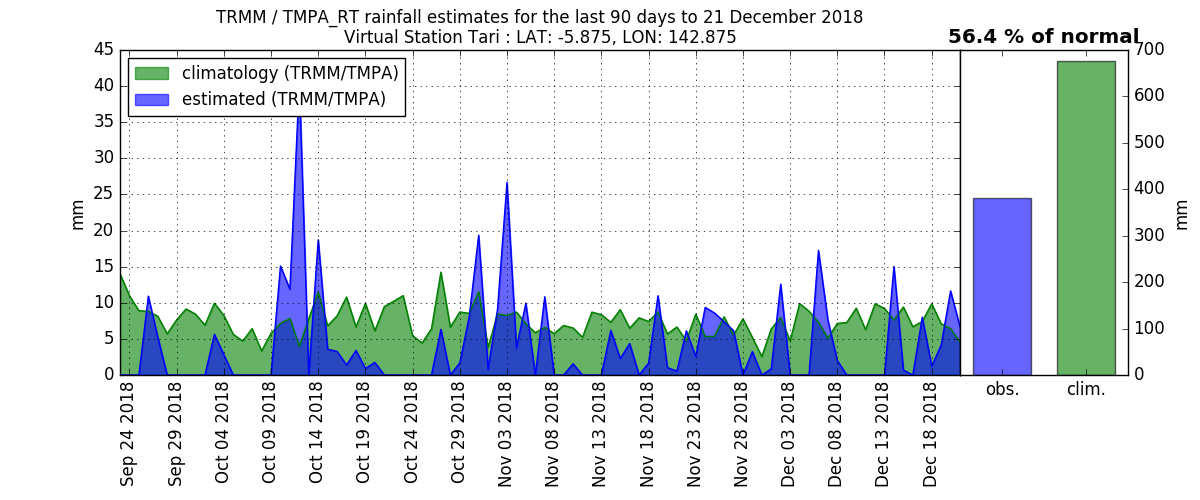 TRMM / TMPA_RT rainfall estimates for the last 90 days to 21 December 2018
Virtual Station Tari : LAT: -5.875, LON: 142.875
56.4 % of normal
climatology (TRMM/TMPA)
estimated (TRMM/TMPA)
mm
45
40
35
30
25
20
15
10
5
0
Sep 24 2018
Sep 29 2018
Oct 04 2018
Oct 09 2018
Oct 14 2018
Oct 19 2018
Oct 24 2018
Oct 29 2018
Nov 03 2018
Nov 08 2018
Nov 13 2018
Nov 18 2018
Nov 23 2018
Nov 28 2018
Dec 03 2018
Dec 08 2018
Dec 13 2018
Dec 18 2018
700
600
500
400
300
200
100
0
mm
obs.
clim.